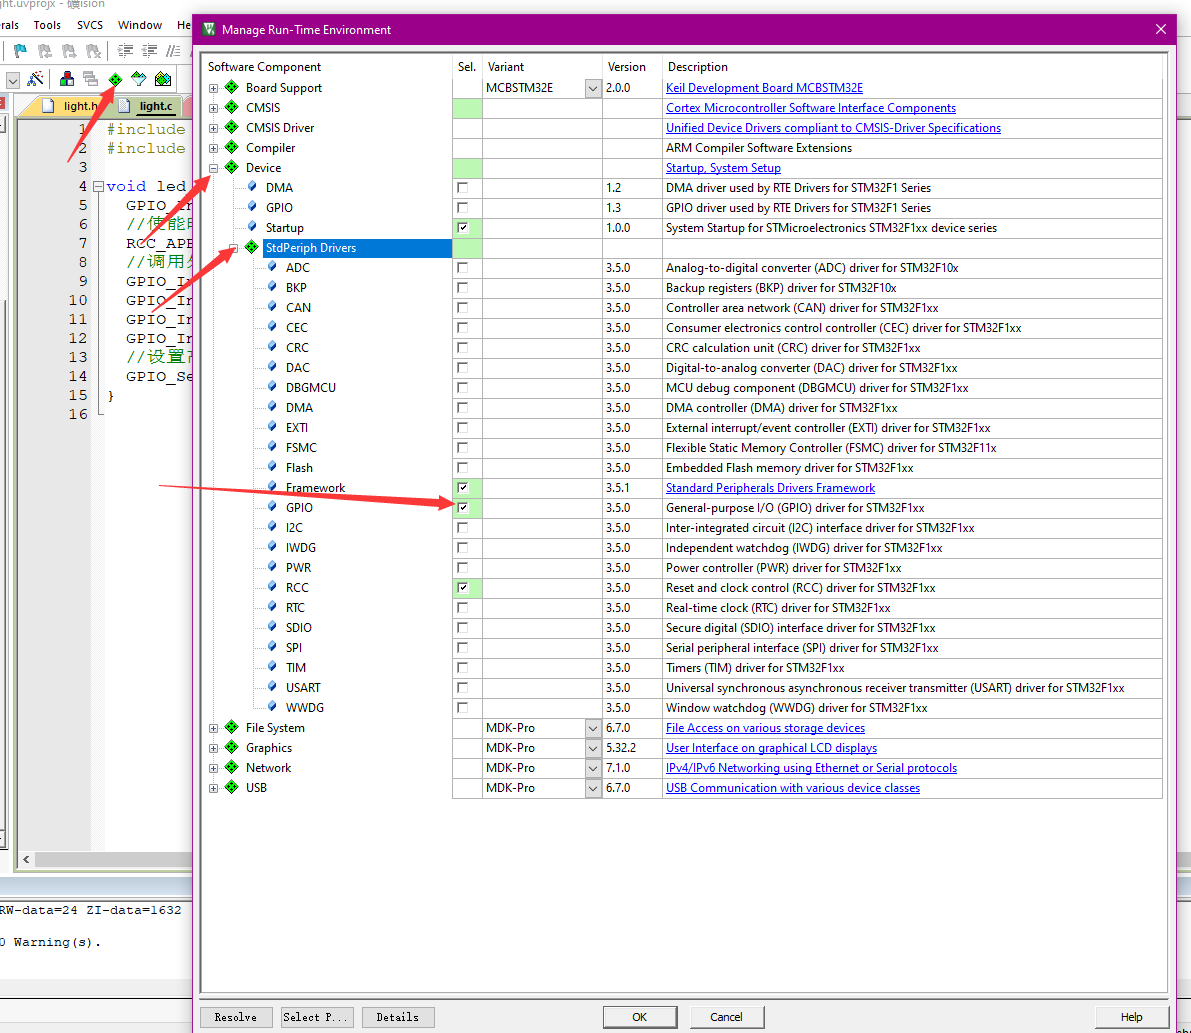 ght.uvprojx - 礦ision
erals Tools SVCS Window He
Manage Run-Time Environment
light.h light.c
1 #include
2 #include
3
4 void led
5 GPIO_In
6 //使能
7 RCC_APB
8 //调用
9 GPIO_In
10 GPIO_In
11 GPIO_In
12 GPIO_In
13 //设置
14 GPIO_Se
15 }
16
Software Component Sel. Variant Version Description
Board Support MCBSTM32E 2.0.0 Keil Development Board MCBSTM32E
CMSIS Cortex Microcontroller Software Interface Components
CMSIS Driver Unified Device Drivers compliant to CMSIS-Driver Specifications
Compiler ARM Compiler Software Extensions
Device Startup, System Setup
DMA 1.2 DMA driver used by RTE Drivers for STM32F1 Series
GPIO 1.3 GPIO driver used by RTE Drivers for STM32F1 Series
Startup 1.0.0 System Startup for STMicroelectronics STM32F1xx device series
StdPeriph Drivers
ADC 3.5.0 Analog-to-digital converter (ADC) driver for STM32F10x
BKP 3.5.0 Backup registers (BKP) driver for STM32F10x
CAN 3.5.0 Controller area network (CAN) driver for STM32F1xx
CEC 3.5.0 Consumer electronics control controller (CEC) driver for STM32F1xx
CRC 3.5.0 CRC calculation unit (CRC) driver for STM32F1xx
DAC 3.5.0 Digital-to-analog converter (DAC) driver for STM32F1xx
DBGMCU 3.5.0 MCU debug component (DBGMCU) driver for STM32F1xx
DMA 3.5.0 DMA controller (DMA) driver for STM32F1xx
EXTI 3.5.0 External interrupt/event controller (EXTI) driver for STM32F1xx
FSMC 3.5.0 Flexible Static Memory Controller (FSMC) driver for STM32F11x
Flash 3.5.0 Embedded Flash memory driver for STM32F1xx
Framework 3.5.1 Standard Peripherals Drivers Framework
GPIO 3.5.0 General-purpose I/O (GPIO) driver for STM32F1xx
I2C 3.5.0 Inter-integrated circuit (I2C) interface driver for STM32F1xx
IWDG 3.5.0 Independent watchdog (IWDG) driver for STM32F1xx
PWR 3.5.0 Power controller (PWR) driver for STM32F1xx
RCC 3.5.0 Reset and clock control (RCC) driver for STM32F1xx
RTC 3.5.0 Real-time clock (RTC) driver for STM32F1xx
SDIO 3.5.0 Secure digital (SDIO) interface driver for STM32F1xx
SPI 3.5.0 Serial peripheral interface (SPI) driver for STM32F1xx
TIM 3.5.0 Timers (TIM) driver for STM32F1xx
USART 3.5.0 Universal synchronous asynchronous receiver transmitter (USART) driver for STM32F1xx
WWDG 3.5.0 Window watchdog (WWDG) driver for STM32F1xx
File System MDK-Pro 6.7.0 File Access on various storage devices
Graphics MDK-Pro 5.32.2 User Interface on graphical LCD displays
Network MDK-Pro 7.1.0 IPv4/IPv6 Networking using Ethernet or Serial protocols
USB MDK-Pro 6.7.0 USB Communication with various device classes
RW-data=24 ZI-data=1632
0 Warning(s).
Resolve Select P... Details OK Cancel Help